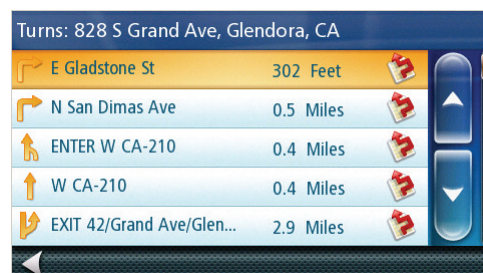 Turns: 828 S Grand Ave, Glendora, CA
E Gladstone St 302 Feet
N San Dimas Ave 0.5 Miles
ENTER W CA-210 0.4 Miles
W CA-210 0.4 Miles
EXIT 42/Grand Ave/Glen... 2.9 Miles